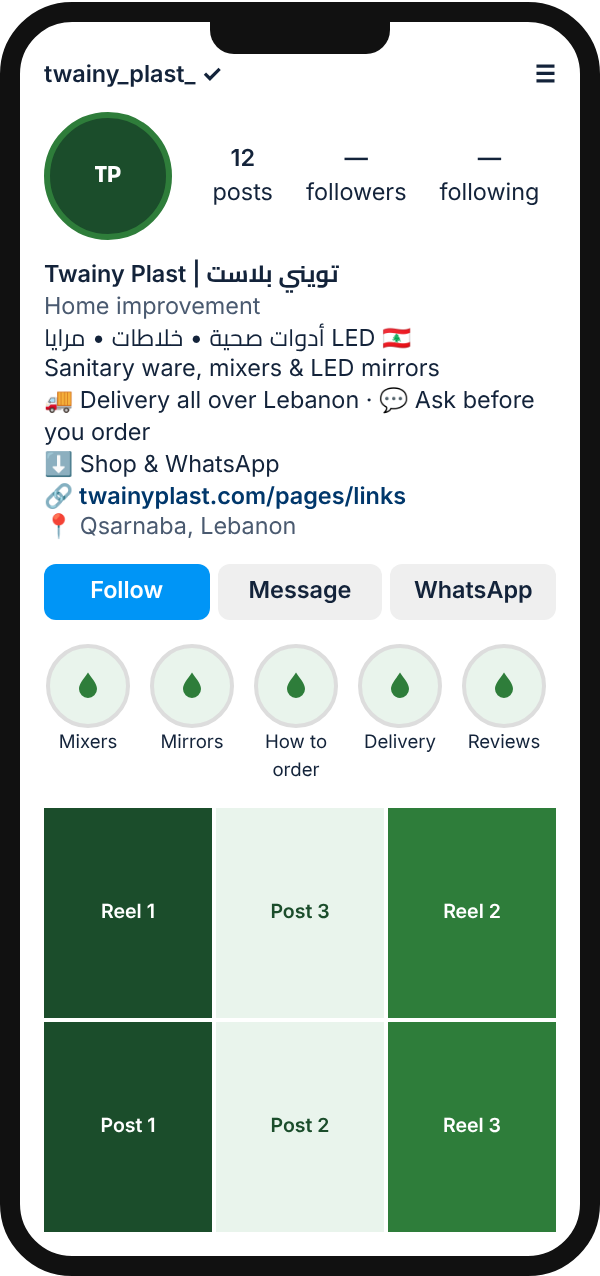 twainy_plast_ ✓
☰
TP
12
posts
—
followers
—
following
Twainy Plast | تويني بلاست
Home improvement
أدوات صحية • خلاطات • مرايا LED 🇱🇧
Sanitary ware, mixers & LED mirrors
🚚 Delivery all over Lebanon · 💬 Ask before
you order
⬇️ Shop & WhatsApp
🔗 twainyplast.com/pages/links
📍 Qsarnaba, Lebanon
Follow
Message
WhatsApp
Mixers
Mirrors
How to
order
Delivery
Reviews
Reel 1
Post 3
Reel 2
Post 1
Post 2
Reel 3